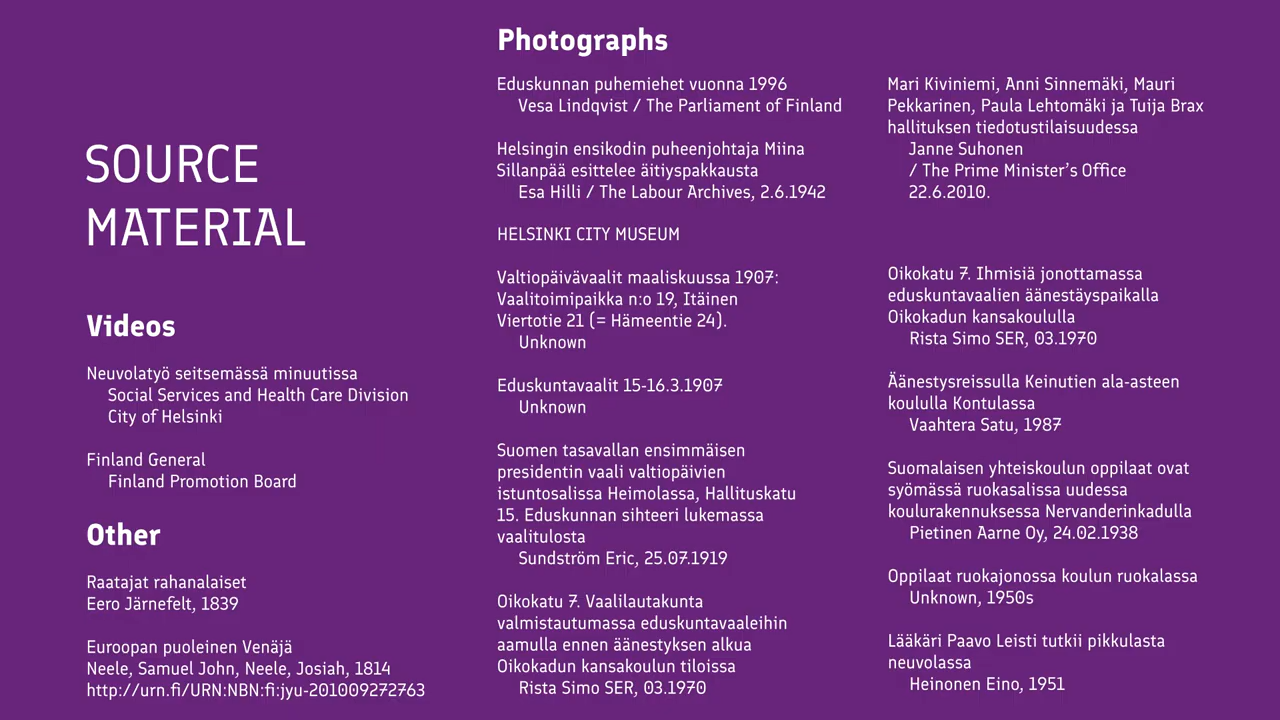 SOURCE
MATERIAL
Videos
Neuvolatyö seitsemässä minuutissa
Social Services and Health Care Division
City of Helsinki
Finland General
Finland Promotion Board
Other
Raatajat rahanalaiset
Eero Järnefelt, 1839
Euroopan puoleinen Venäjä
Neele, Samuel John, Neele, Josiah, 1814
http://urn.fi/URN:NBN:fi:jyu-201009272763
Photographs
Eduskunnan puhemiehet vuonna 1996
Vesa Lindqvist / The Parliament of Finland
Helsingin ensikodin puheenjohtaja Miina
Sillanpää esittelee äitiyspakkausta
Esa Hilli / The Labour Archives, 2.6.1942
HELSINKI CITY MUSEUM
Valtiopäivävaalit maaliskuussa 1907:
Vaalitoimipaikka n:o 19, Itäinen
Viertotie 21 (= Hämeentie 24).
Unknown
Eduskuntavaalit 15-16.3.1907
Unknown
Suomen tasavallan ensimmäisen
presidentin vaali valtiopäivien
istuntosalissa Heimolassa, Hallituskatu
15. Eduskunnan sihteeri lukemassa
vaalitulosta
Sundström Eric, 25.07.1919
Oikokatu 7. Vaalilautakunta
valmistautumassa eduskuntavaaleihin
aamulla ennen äänestyksen alkua
Oikokadun kansakoulun tiloissa
Rista Simo SER, 03.1970
Mari Kiviniemi, Anni Sinnemäki, Mauri
Pekkarinen, Paula Lehtomäki ja Tuija Brax
hallituksen tiedotustilaisuudessa
Janne Suhonen
/ The Prime Minister's Office
22.6.2010.
Oikokatu 7. Ihmisiä jonottamassa
eduskuntavaalien äänestäyspaikalla
Oikokadun kansakoululla
Rista Simo SER, 03.1970
Äänestysreissulla Keinutien ala-asteen
koululla Kontulassa
Vaahtera Satu, 1987
Suomalaisen yhteiskoulun oppilaat ovat
syömässä ruokasalissa uudessa
koulurakennuksessa Nervanderinkadulla
Pietinen Aarne Oy, 24.02.1938
Oppilaat ruokajonossa koulun ruokalassa
Unknown, 1950s
Lääkäri Paavo Leisti tutkii pikkulasta
neuvolassa
Heinonen Eino, 1951